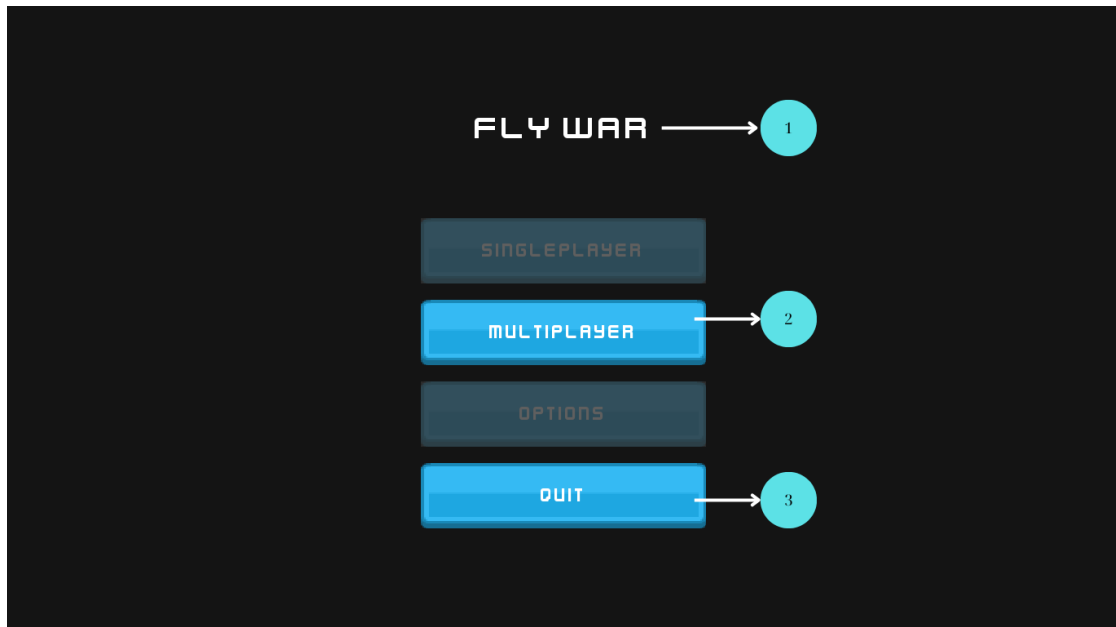 FLY WAR
1
SINGLEPLAYER
MULTIPLAYER
2
OPTIONS
QUIT
3